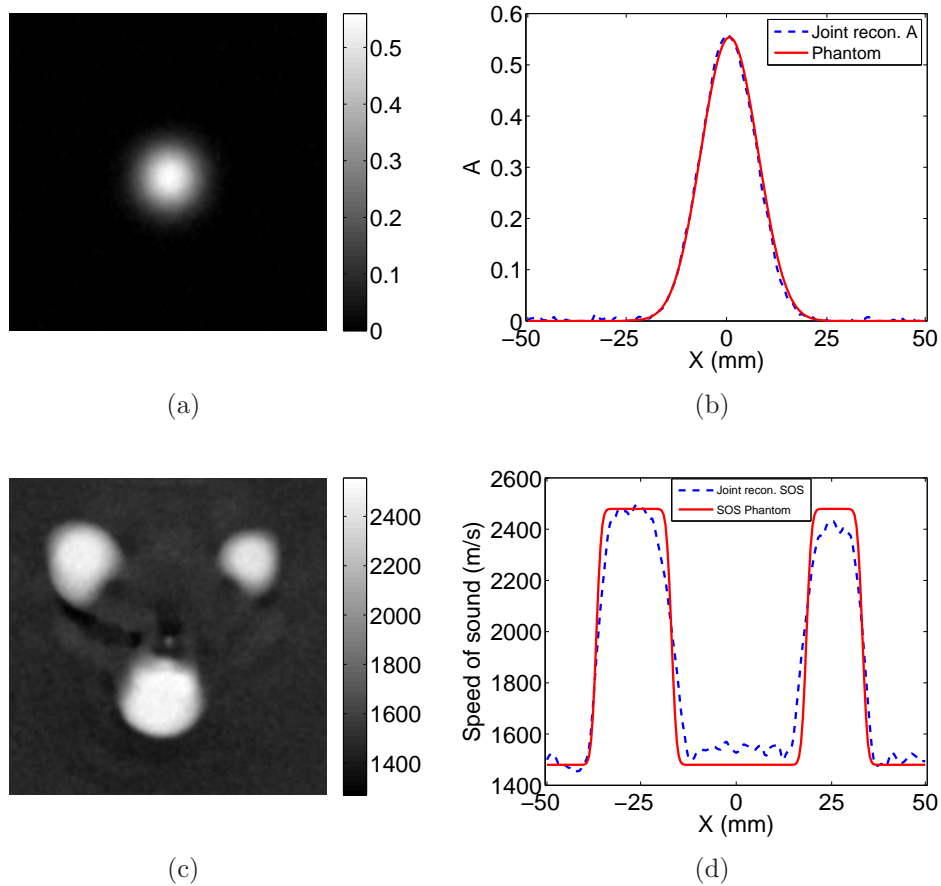 0.5
0.4
0.3
0.2
0.1
0
(a)
0.6
0.5
0.4
0.3
0.2
0.1
0
A
Joint recon. A
Phantom
−50 −25 0 25 50
X (mm)
(b)
2400
2200
2000
1800
1600
1400
(c)
2600
2400
2200
2000
1800
1600
1400
Speed of sound (m/s)
Joint recon. SOS
SOS Phantom
−50 −25 0 25 50
X (mm)
(d)